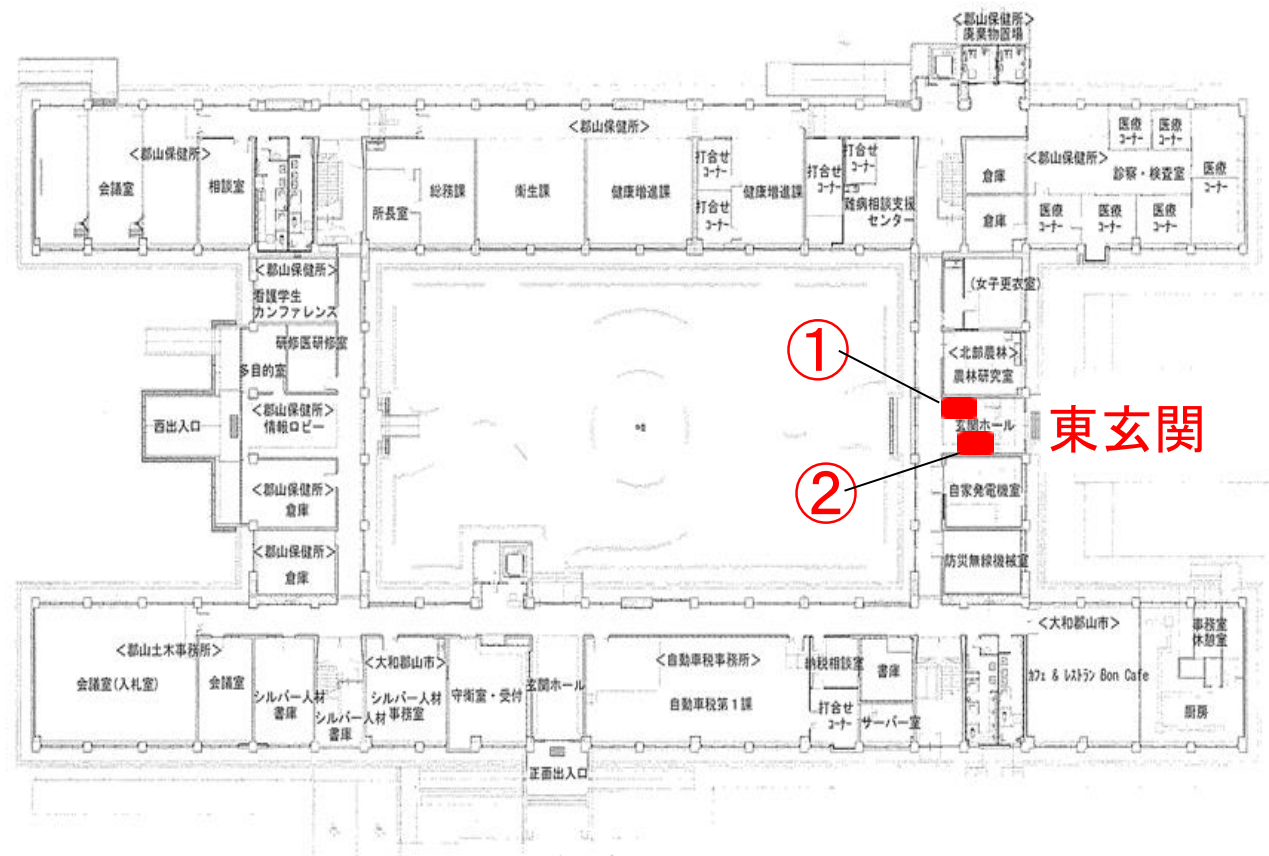 <郡山保健所>
廃棄物置場
<郡山保健所>
会議室
相談室
<郡山保健所>
所長室
総務課
衛生課
健康増進課
打合せ
コーナー
打合せ
コーナー
健康増進課
打合せ
コーナー
打合せ
コーナー
難病相談支援
センター
倉庫
倉庫
<郡山保健所>
診察・検査室
医療
コーナー
医療
コーナー
医療
コーナー
医療
コーナー
医療
コーナー
医療
コーナー
<郡山保健所>
看護学生
カンファレンス
研修医研修室
多目的室
西出入口
<郡山保健所>
情報ロビー
<郡山保健所>
倉庫
<郡山保健所>
倉庫
(女子更衣室)
<北部農林>
農林研究室
①
玄関ホール
東玄関
②
自家発電機室
防災無線機械室
<郡山土木事務所>
会議室(入札室)
会議室
シルバー人材
書庫
シルバー人材
書庫
<大和郡山市>
シルバー人材
事務室
守衛室・受付
玄関ホール
正面出入口
<自動車税事務所>
自動車税第1課
納税相談室
打合せ
コーナー
書庫
サーバー室
<大和郡山市>
カフェ & レストラン Bon Cafe
事務室
休憩室
厨房